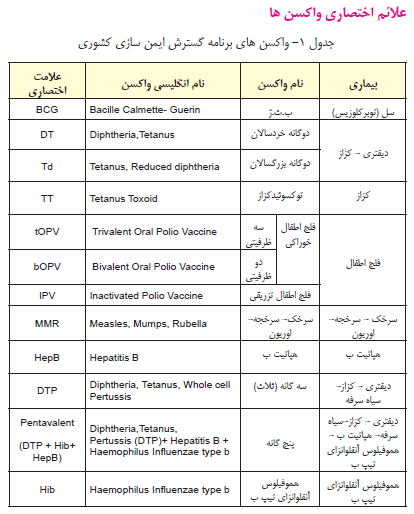 علائم اختصاری واکسن ها
جدول ۱- واکسن های برنامه گسترش ایمن سازی کشوری
بیماری
نام واکسن
نام انگلیسی واکسن
علامت
اختصاری
سل (توبرکلوزیس)
ب.ث.ژ
Bacille Calmette- Guerin
BCG
دیفتری - کزاز
دوگانه خردسالان
Diphtheria,Tetanus
DT
دوگانه بزرگسالان
Tetanus, Reduced diphtheria
Td
کزاز
توکسوئیدکزاز
Tetanus Toxoid
TT
فلج اطفال
فلج اطفال
خوراکی
سه
ظرفیتی
Trivalent Oral Polio Vaccine
tOPV
دو
ظرفیتی
Bivalent Oral Polio Vaccine
bOPV
فلج اطفال تزریقی
Inactivated Polio Vaccine
IPV
سرخک - سرخجه-
اوریون
سرخک- سرخجه-
اوریون
Measles, Mumps, Rubella
MMR
هپاتیت ب
هپاتیت ب
Hepatitis B
HepB
دیفتری - کزاز-
سیاه سرفه
سه گانه (ثلاث)
Diphtheria, Tetanus, Whole cell
Pertussis
DTP
دیفتری - کزاز-سیاه
سرفه- هپاتیت ب -
هموفیلوس آنفلوانزای
تیپ ب
پنج گانه
Diphtheria,Tetanus,
Pertussis (DTP)+ Hepatitis B +
Haemophilus Influenzae type b
Pentavalent
(DTP + Hib+
HepB)
هموفیلوس آنفلوانزای
تیپ ب
هموفیلوس
آنفلوانزای تیپ ب
Haemophilus Influenzae type b
Hib